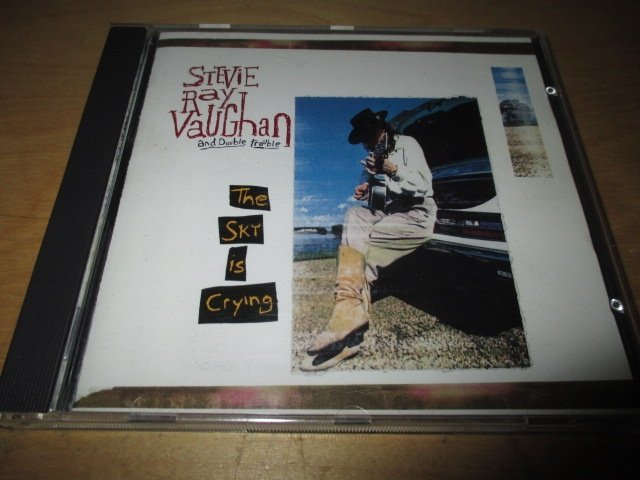 STEVIE
Ray
VaUGhan
and Double Trouble
The
SKY
is
Crying